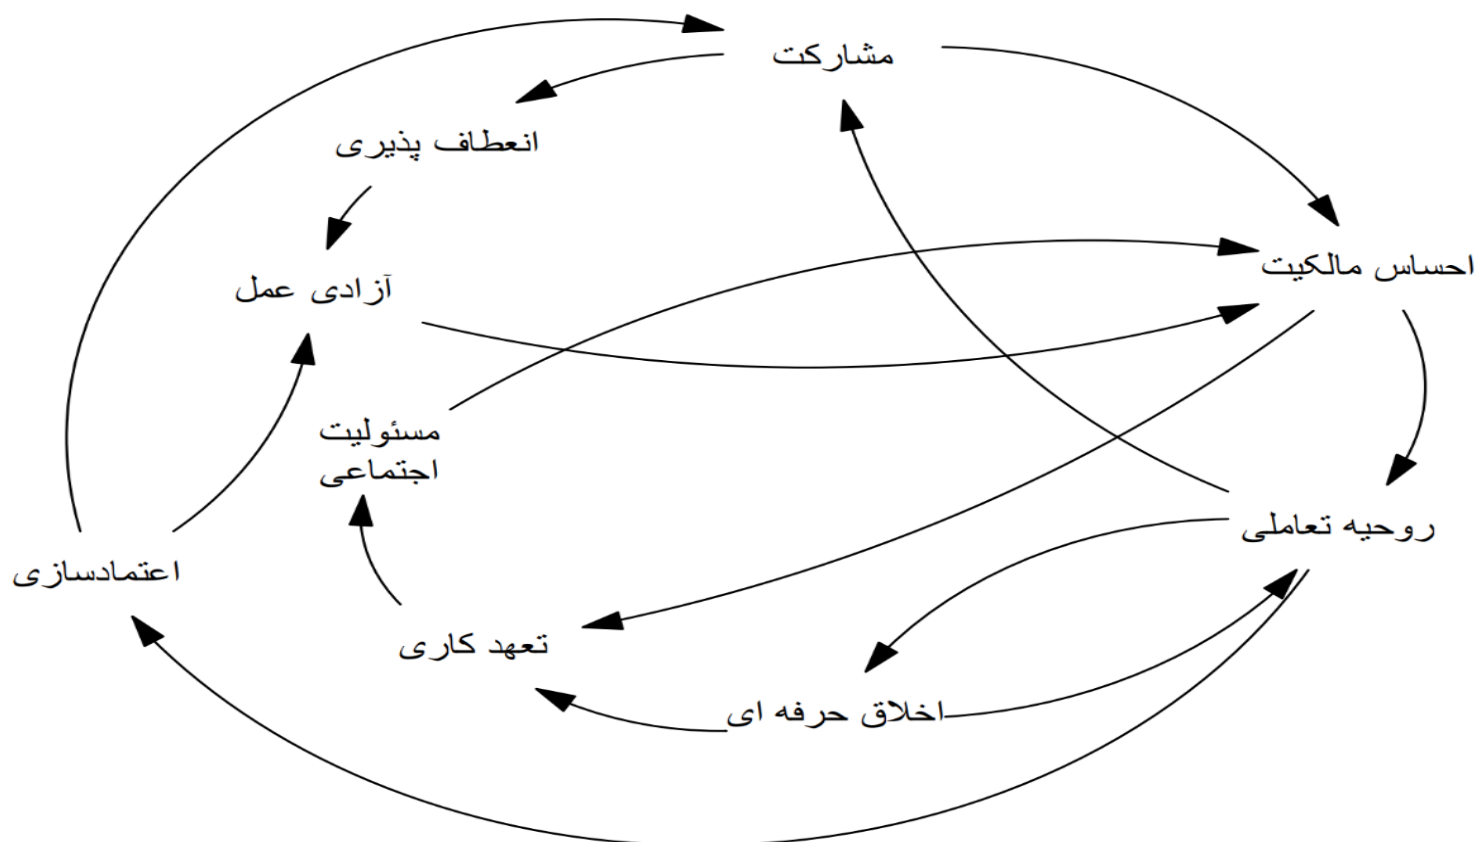 مشارکت
انعطاف پذیری
احساس مالکیت
آزادی عمل
مسئولیت
اجتماعی
روحیه تعاملی
اعتمادسازی
تعهد کاری
اخلاق حرفه ای